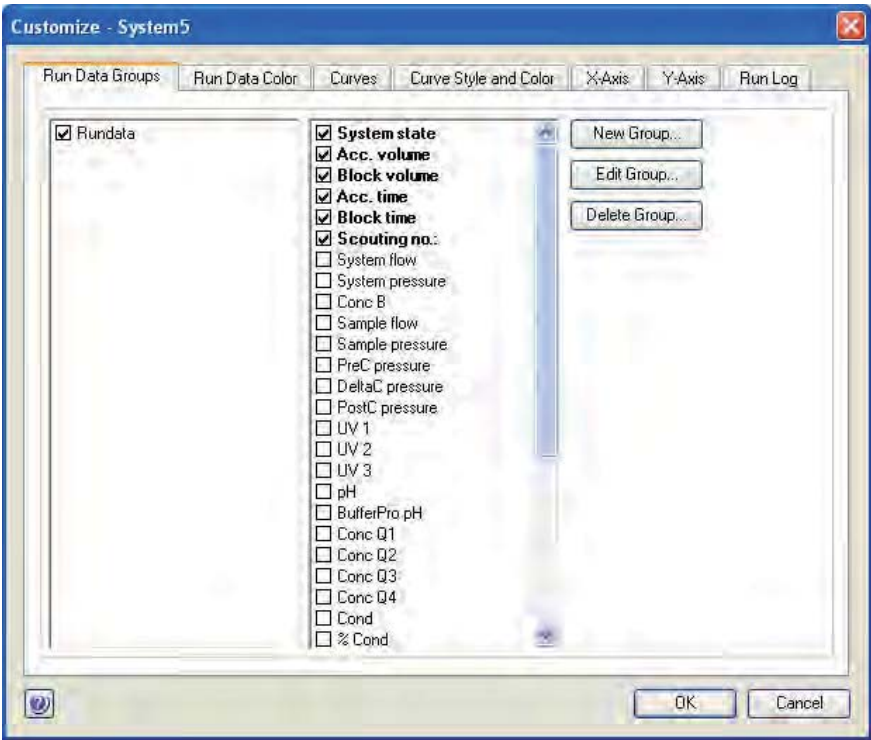 Customize - System5
Run Data Groups Run Data Color Curves Curve Style and Color X-Axis Y-Axis Run Log
Rundata
System state
Acc. volume
Block volume
Acc. time
Block time
Scouting no.:
System flow
System pressure
Conc B
Sample flow
Sample pressure
PreC pressure
DeltaC pressure
PostC pressure
UV 1
UV 2
UV 3
pH
BufferPro pH
Conc Q1
Conc Q2
Conc Q3
Conc Q4
Cond
% Cond
New Group...
Edit Group...
Delete Group...
OK Cancel